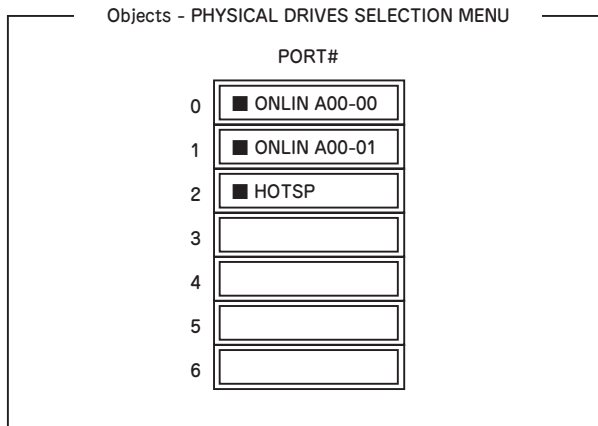 Objects - PHYSICAL DRIVES SELECTION MENU
PORT#
0 ■ ONLIN A00-00
1 ■ ONLIN A00-01
2 ■ HOTSP
3
4
5
6